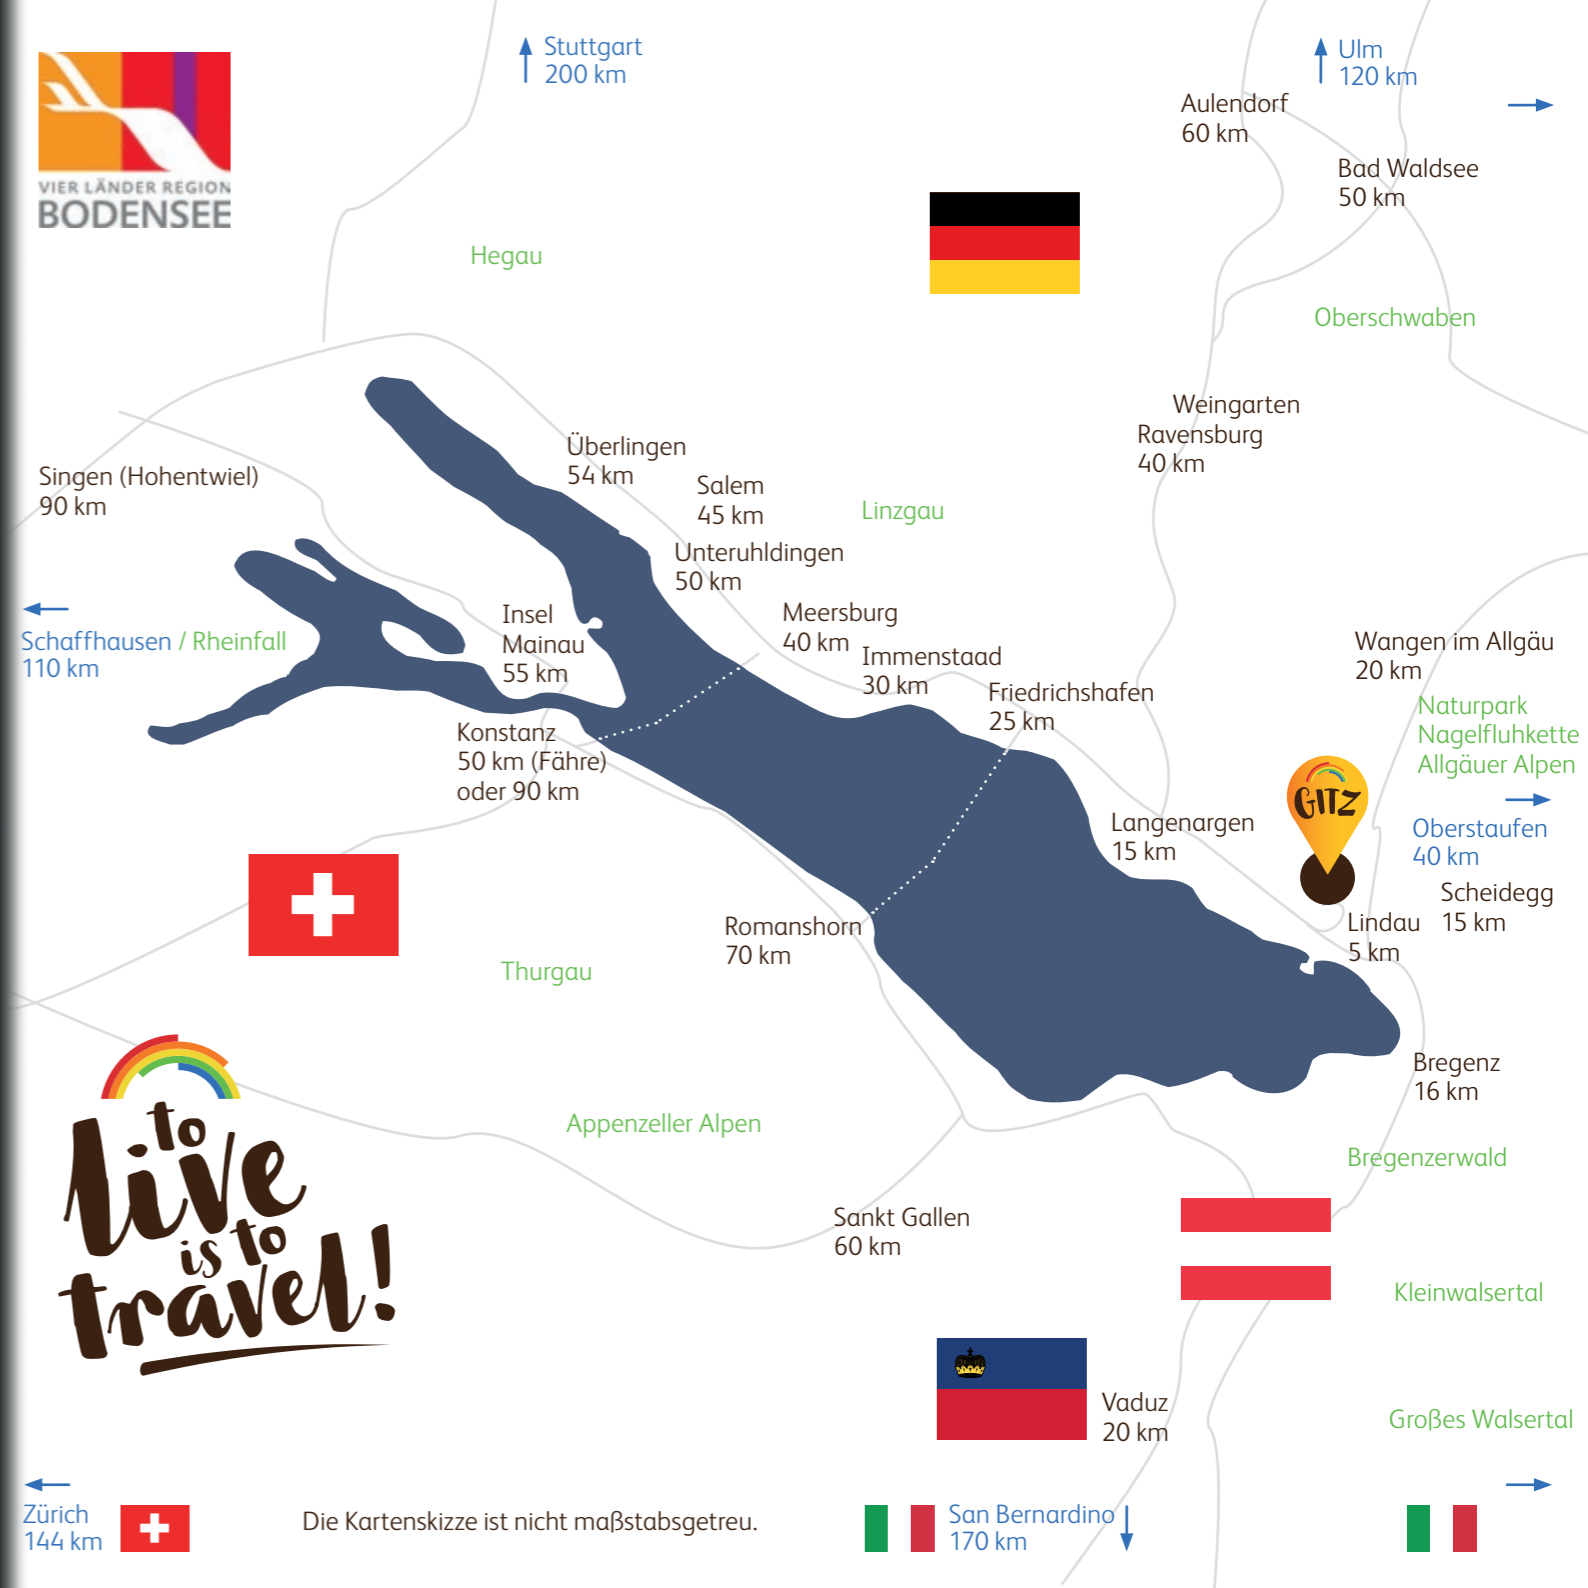 VIER LÄNDER REGION
BODENSEE
Stuttgart
200 km
Ulm
120 km
Aulendorf
60 km
Bad Waldsee
50 km
Hegau
Oberschwaben
Weingarten
Ravensburg
40 km
Singen (Hohentwiel)
90 km
Überlingen
54 km
Salem
45 km
Linzgau
Unteruhldingen
50 km
Schaffhausen / Rheinfall
110 km
Insel
Mainau
55 km
Meersburg
40 km
Immenstaad
30 km
Friedrichshafen
25 km
Wangen im Allgäu
20 km
Naturpark
Nagelfluhkette
Allgäuer Alpen
Konstanz
50 km (Fähre)
oder 90 km
GITZ
Oberstaufen
40 km
Langenargen
15 km
Scheidegg
15 km
Lindau
5 km
Romanshorn
70 km
Thurgau
Bregenz
16 km
Appenzeller Alpen
Bregenzerwald
to
live
is to
travel!
Sankt Gallen
60 km
Kleinwalsertal
Vaduz
20 km
Großes Walsertal
Zürich
144 km
Die Kartenskizze ist nicht maßstabsgetreu.
San Bernardino
170 km